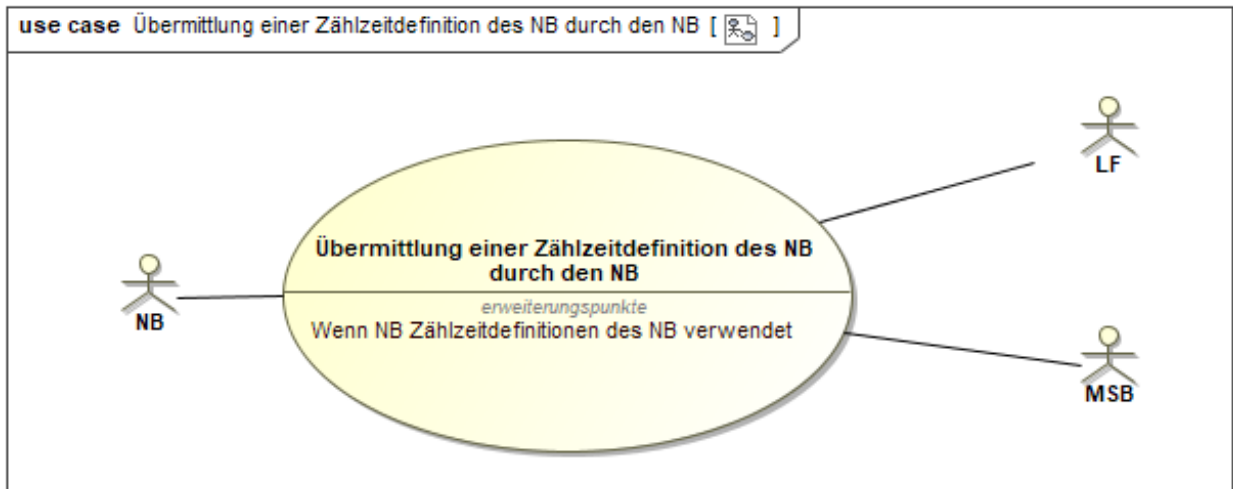 use case Übermittlung einer Zählzeitdefinition des NB durch den NB [ ]
LF
Übermittlung einer Zählzeitdefinition des NB
durch den NB
erweiterungspunkte
Wenn NB Zählzeitdefinitionen des NB verwendet
NB
MSB